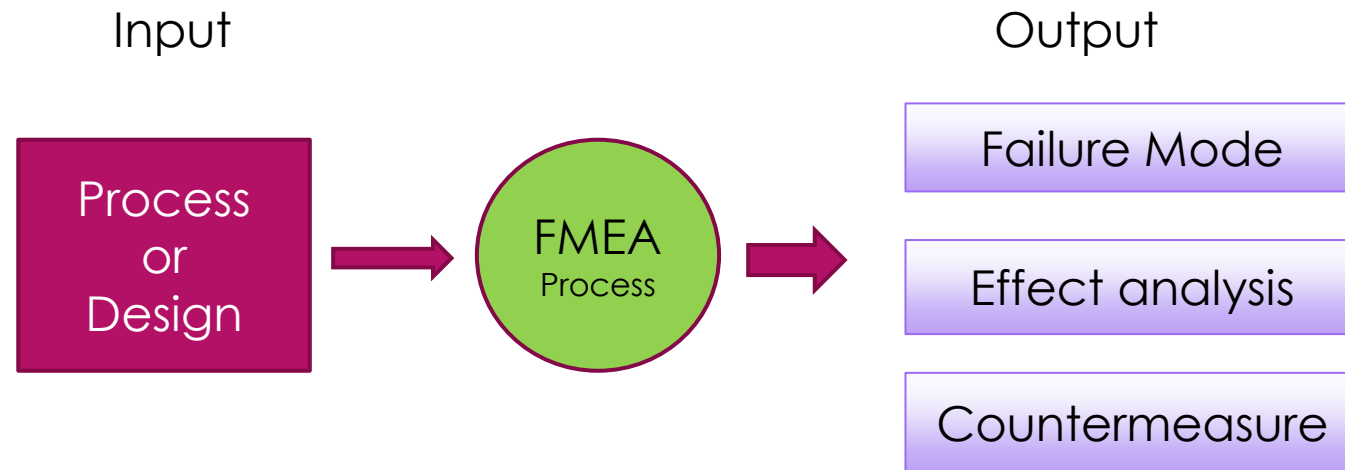 Input
Output
Process
or
Design
FMEA
Process
Failure Mode
Effect analysis
Countermeasure